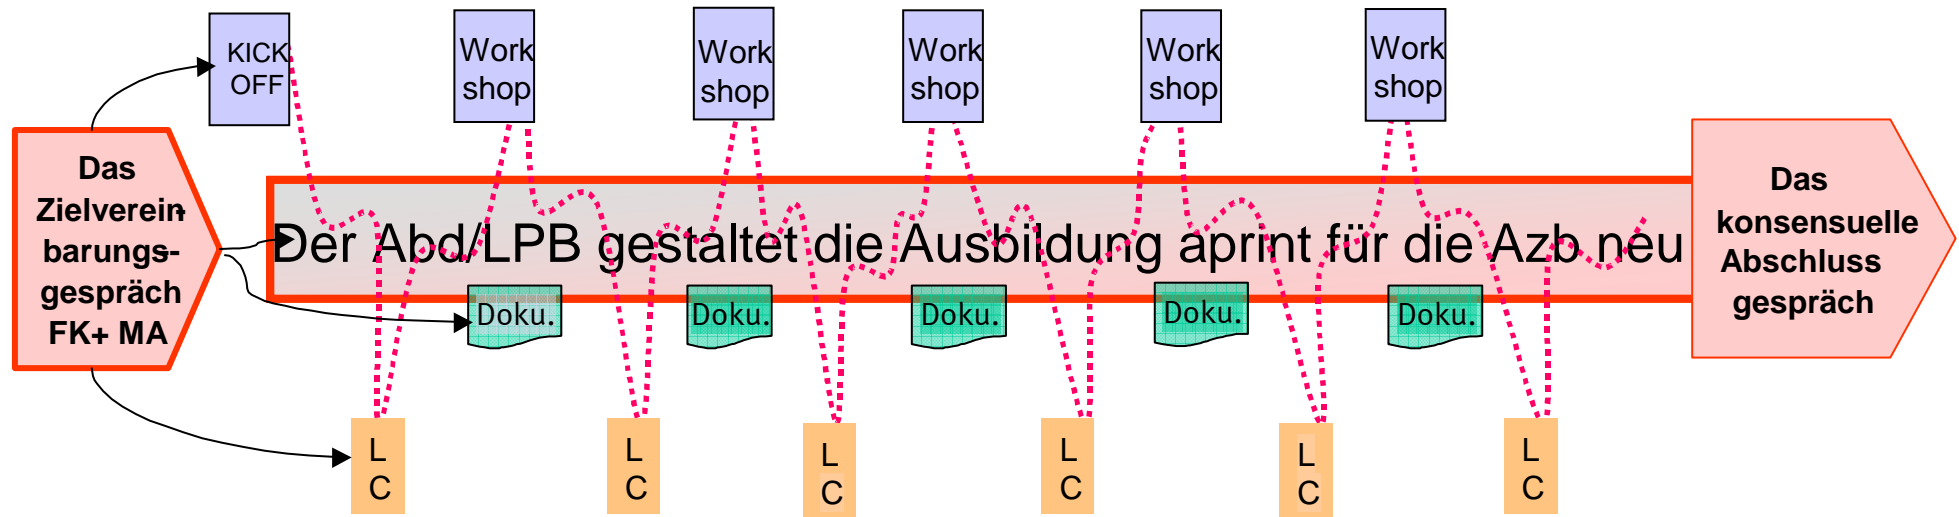 KICK
OFF
Work
shop
Work
shop
Work
shop
Work
shop
Work
shop
Das
Zielverein-
barungs-
gespräch
FK+ MA
Der Abd/LPB gestaltet die Ausbildung aprint für die Azb neu
Das
konsensuelle
Abschluss
gespräch
Doku.
Doku.
Doku.
Doku.
Doku.
L
C
L
C
L
C
L
C
L
C
L
C